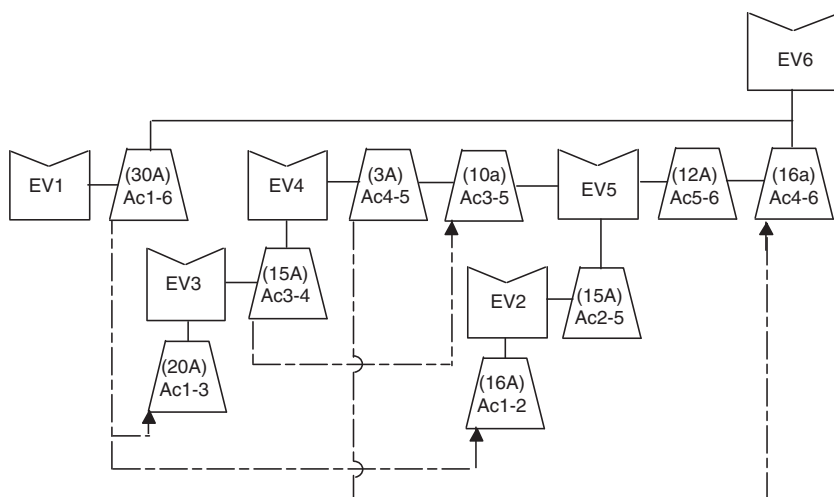 EV6
EV1
(30A)
Ac1-6
EV4
(3A)
Ac4-5
(10a)
Ac3-5
EV5
(12A)
Ac5-6
(16a)
Ac4-6
EV3
(15A)
Ac3-4
EV2
(15A)
Ac2-5
(20A)
Ac1-3
(16A)
Ac1-2